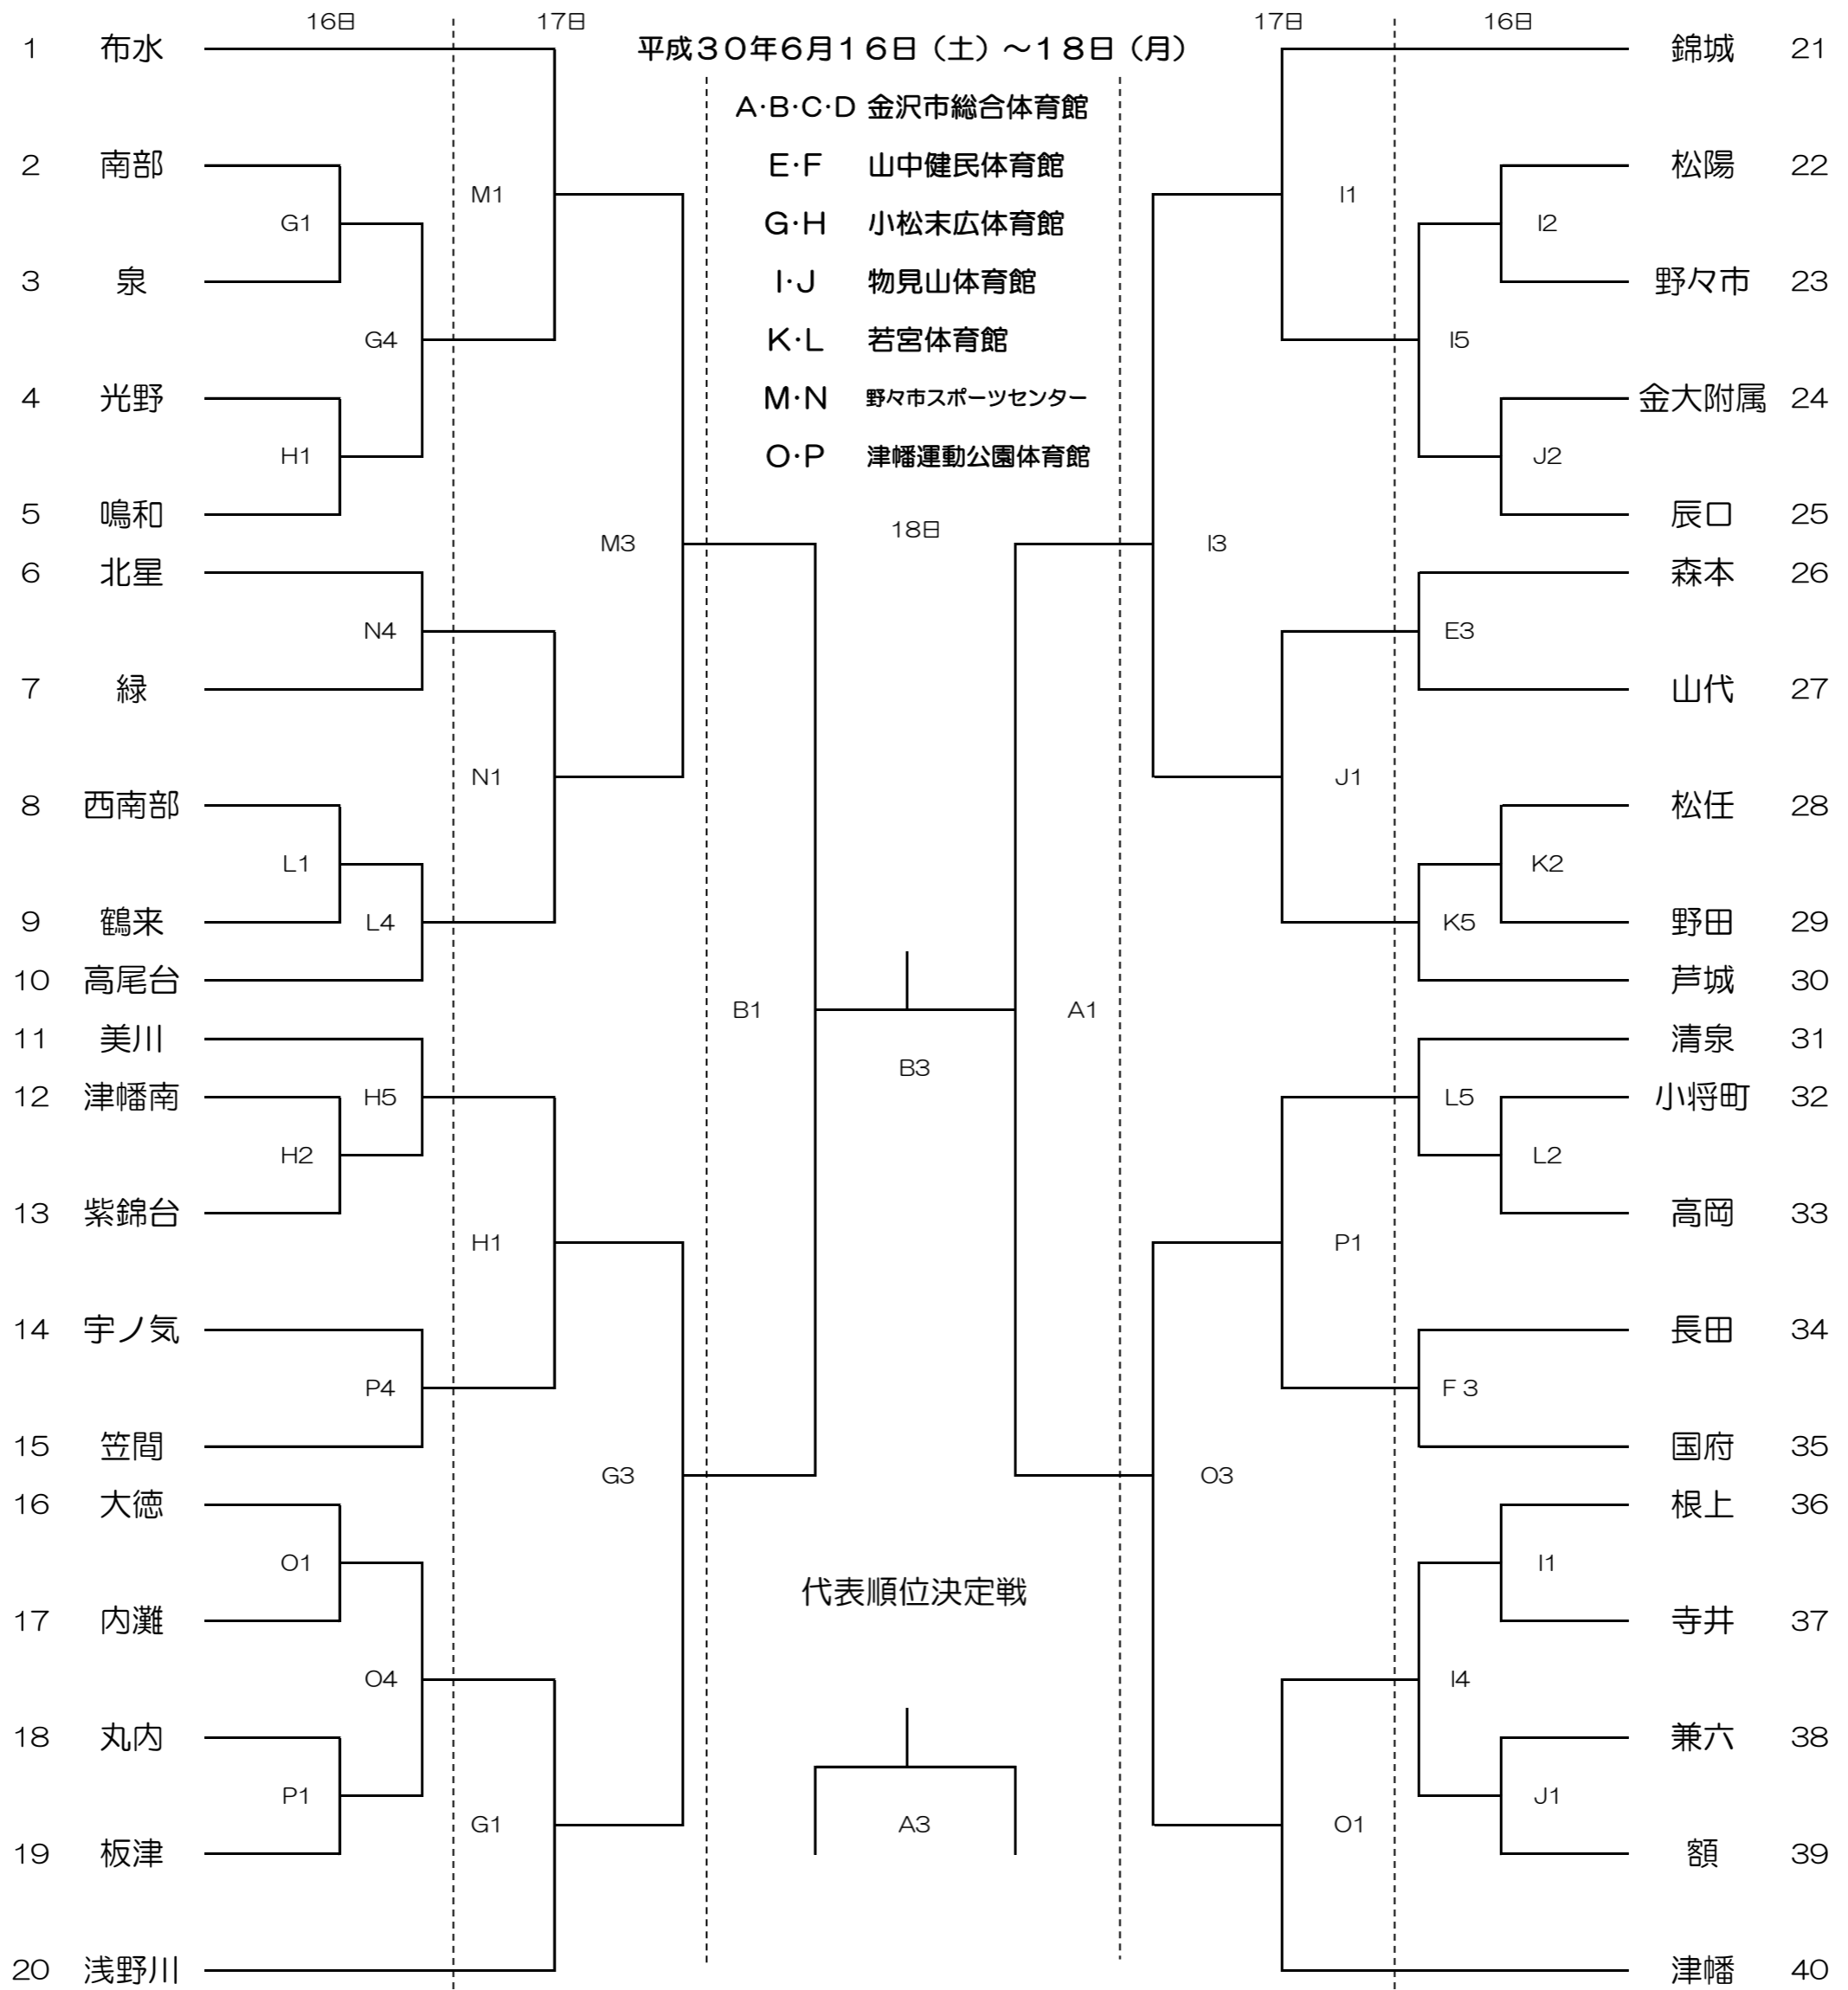 16日 17日 17日 16日
平成３０年６月１６日（土）～１８日（月）
A・B・C・D 金沢市総合体育館
E・F 山中健民体育館
G・H 小松末広体育館
I・J 物見山体育館
K・L 若宮体育館
M・N 野々市スポーツセンター
O・P 津幡運動公園体育館
18日
1 布水
2 南部
G1
M1
3 泉
G4
4 光野
H1
5 鳴和
M3
6 北星
N4
7 緑
N1
8 西南部
L1
9 鶴来
L4
10 高尾台
B1
11 美川
12 津幡南
H5
H2
13 紫錦台
H1
14 宇ノ気
P4
15 笠間
G3
16 大徳
O1
17 内灘
O4
18 丸内
P1
G1
19 板津
20 浅野川
B3
代表順位決定戦
A3
錦城 21
松陽 22
I1
I2
野々市 23
I5
金大附属 24
J2
辰口 25
I3
森本 26
E3
山代 27
J1
松任 28
K2
野田 29
K5
芦城 30
A1
清泉 31
小将町 32
L5
L2
高岡 33
P1
長田 34
F３
国府 35
O3
根上 36
I1
寺井 37
I4
兼六 38
J1
O1
額 39
津幡 40